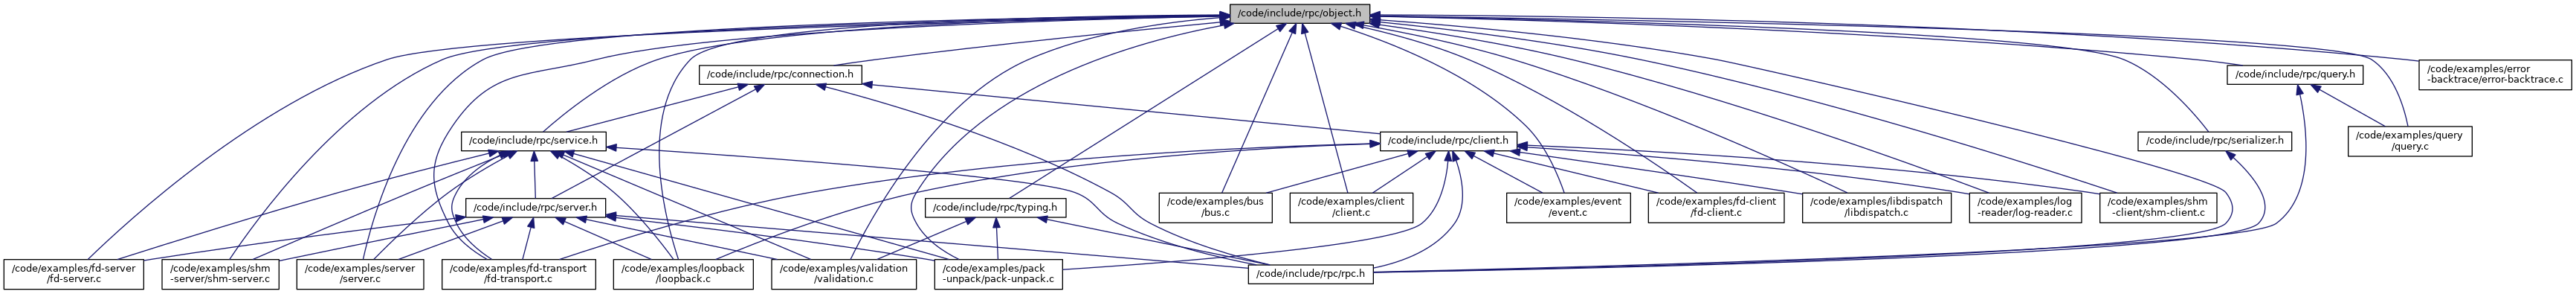 /code/include/rpc/object.h
/code/include/rpc/connection.h
/code/include/rpc/query.h
/code/examples/error
-backtrace/error-backtrace.c
/code/include/rpc/service.h
/code/include/rpc/client.h
/code/include/rpc/serializer.h
/code/examples/query
/query.c
/code/include/rpc/server.h
/code/include/rpc/typing.h
/code/examples/bus
/bus.c
/code/examples/client
/client.c
/code/examples/event
/event.c
/code/examples/fd-client
/fd-client.c
/code/examples/libdispatch
/libdispatch.c
/code/examples/log
-reader/log-reader.c
/code/examples/shm
-client/shm-client.c
/code/examples/fd-server
/fd-server.c
/code/examples/shm
-server/shm-server.c
/code/examples/server
/server.c
/code/examples/fd-transport
/fd-transport.c
/code/examples/loopback
/loopback.c
/code/examples/validation
/validation.c
/code/examples/pack
-unpack/pack-unpack.c
/code/include/rpc/rpc.h